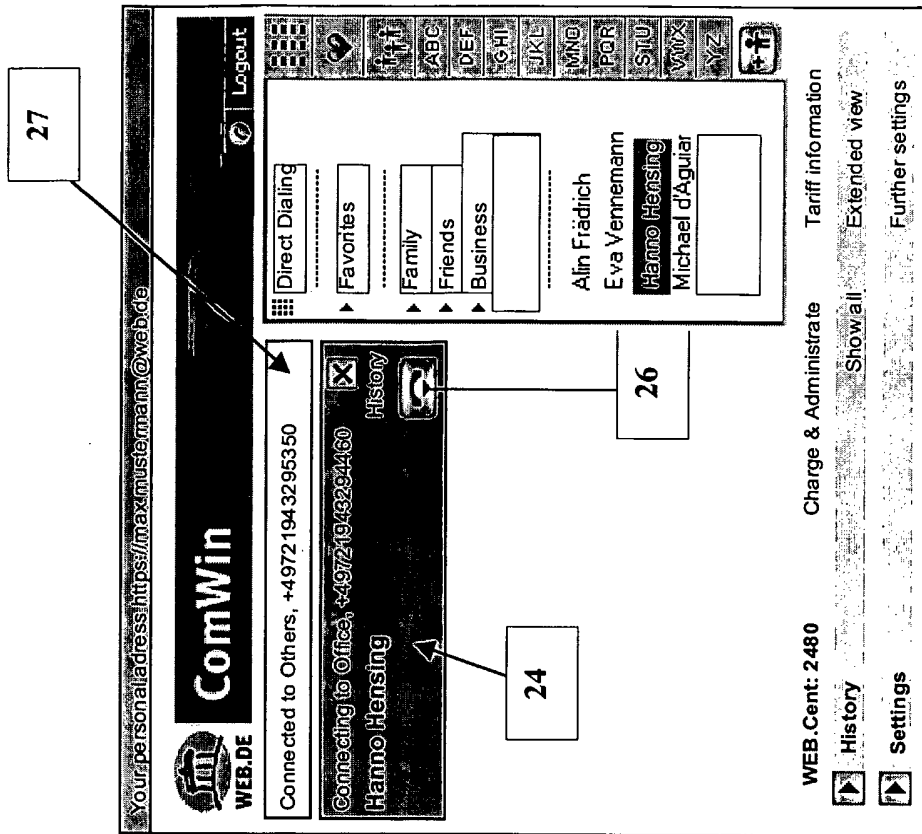 27
Your personal adress https://max.mustermann@web.de
WEB.DE
ComWin
Logout
Connected to Others, +49721943295350
Connecting to Office, +49721943294460
Hanno Hensing
History
24
26
Direct Dialing
Favorites
Family
Friends
Business
Alin Frädrich
Eva Vennemann
Hanno Hensing
Michael d'Aguiar
ABC
DEF
GHI
JKL
MNO
PQR
STU
VWX
YZ
WEB.Cent: 2480
Charge & Administrate
Tariff information
History
Show all
Extended view
Settings
Further settings